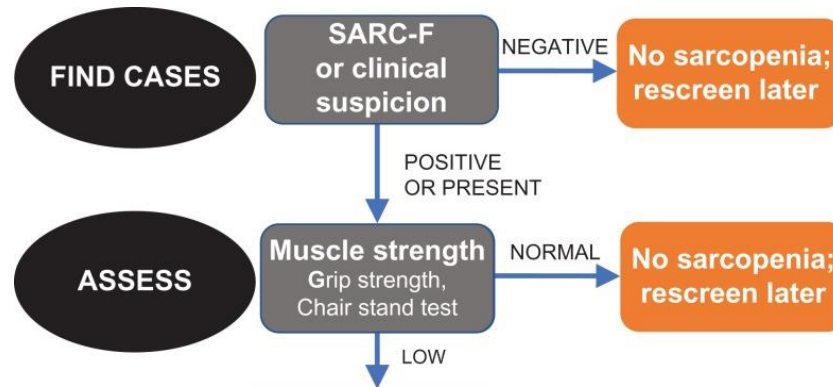 FIND CASES
SARC-F
or clinical
suspicion
NEGATIVE
No sarcopenia;
rescreen later
POSITIVE
OR PRESENT
ASSESS
Muscle strength
Grip strength,
Chair stand test
NORMAL
No sarcopenia;
rescreen later
LOW